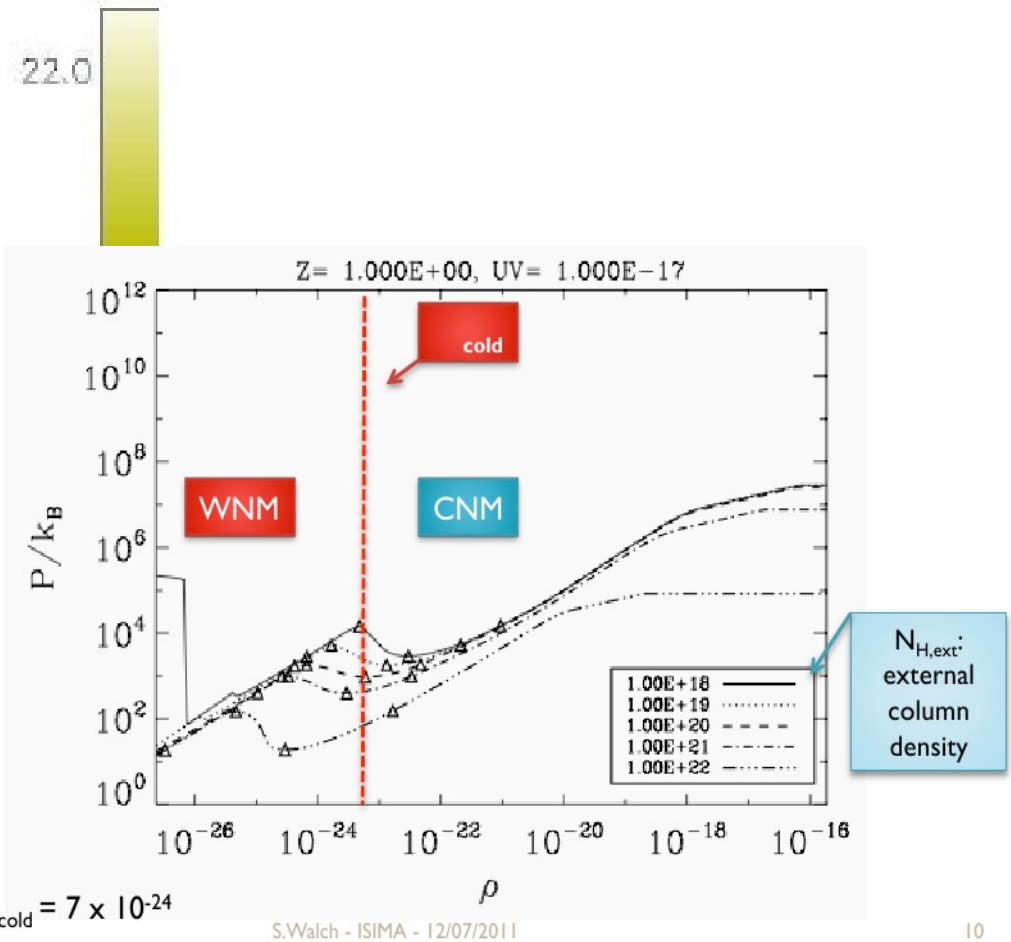 22.0
Z= 1.000E+00, UV= 1.000E-17
10^12
10^10
10^8
10^6
10^4
10^2
10^0
P/k_B
cold
WNM
CNM
1.00E+18
1.00E+19
1.00E+20
1.00E+21
1.00E+22
N_H,ext:
external
column
density
10^-26 10^-24 10^-22 10^-20 10^-18 10^-16
ρ
cold = 7 x 10^-24
S.Walch - ISIMA - 12/07/2011
10